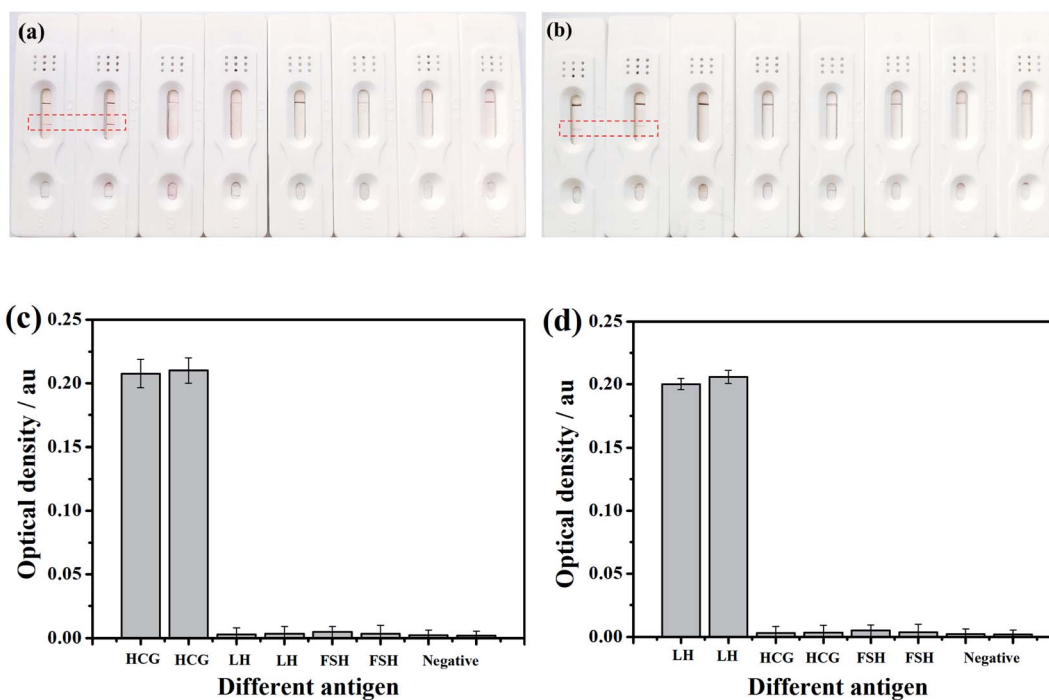 (a)
(b)
(c)
0.25
0.20
0.15
0.10
0.05
0.00
Optical density / au
HCG HCG LH LH FSH FSH Negative
Different antigen
(d)
0.25
0.20
0.15
0.10
0.05
0.00
Optical density / au
LH LH HCG HCG FSH FSH Negative
Different antigen